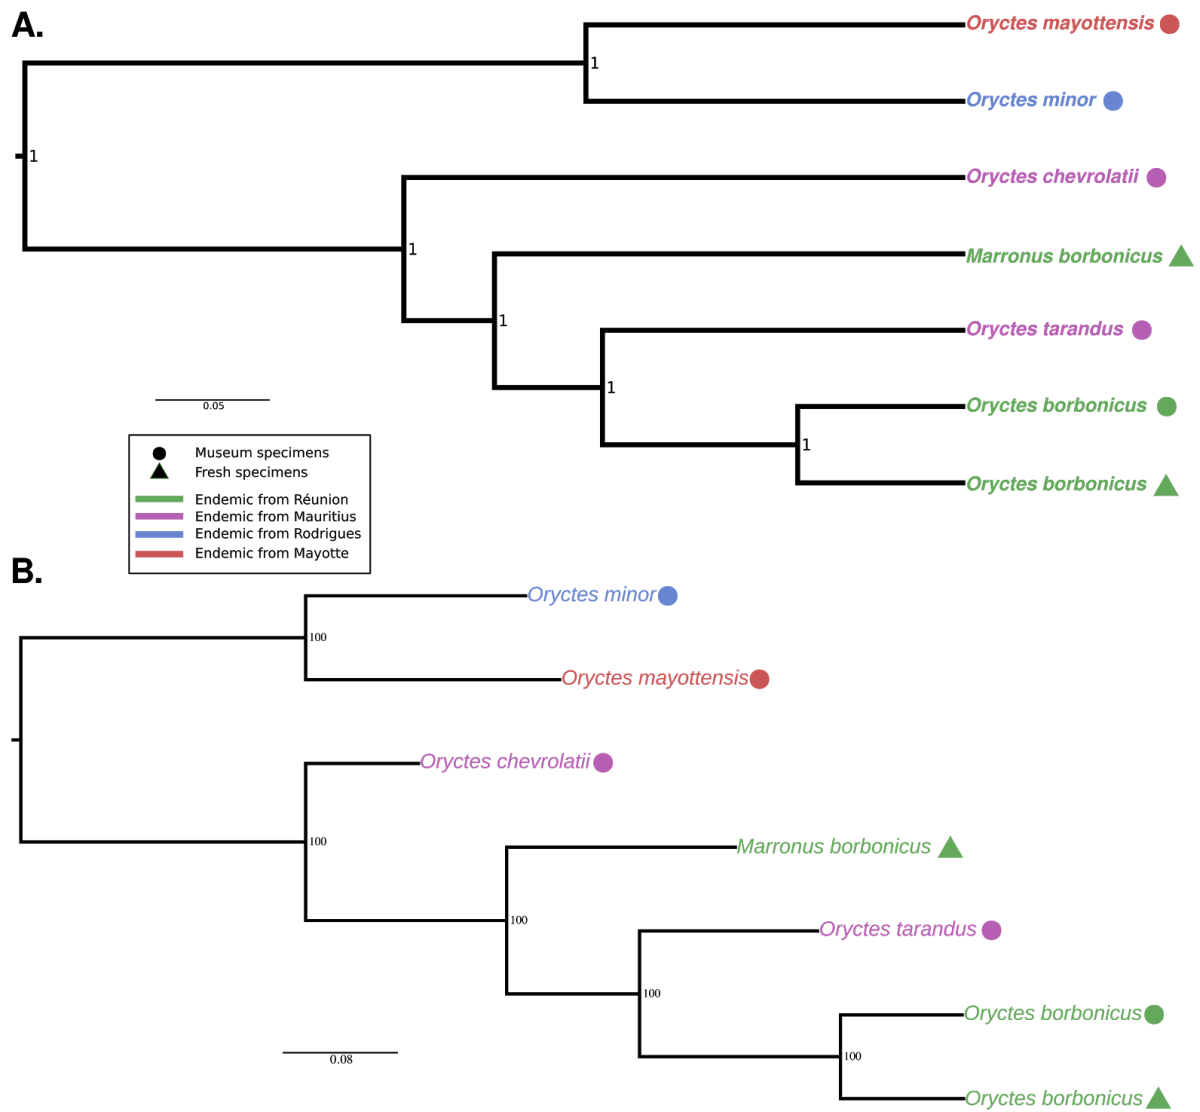 A.
Oryctes mayottensis
1
Oryctes minor
1
Oryctes chevrolatii
1
Marronus borbonicus
1
Oryctes tarandus
1
Oryctes borbonicus
1
Oryctes borbonicus
0.05
Museum specimens
Fresh specimens
Endemic from Réunion
Endemic from Mauritius
Endemic from Rodrigues
Endemic from Mayotte
B.
Oryctes minor
100
Oryctes mayottensis
Oryctes chevrolatii
100
Marronus borbonicus
100
Oryctes tarandus
100
Oryctes borbonicus
100
Oryctes borbonicus
0.08